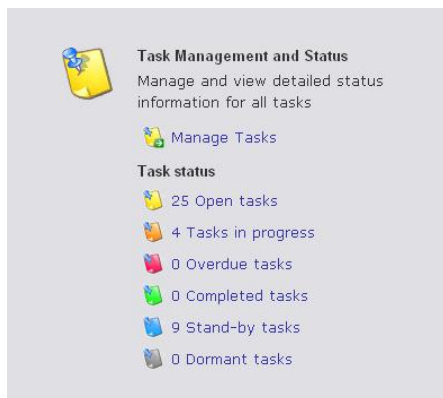 Task Management and Status
Manage and view detailed status
information for all tasks
Manage Tasks
Task status
25 Open tasks
4 Tasks in progress
0 Overdue tasks
0 Completed tasks
9 Stand-by tasks
0 Dormant tasks